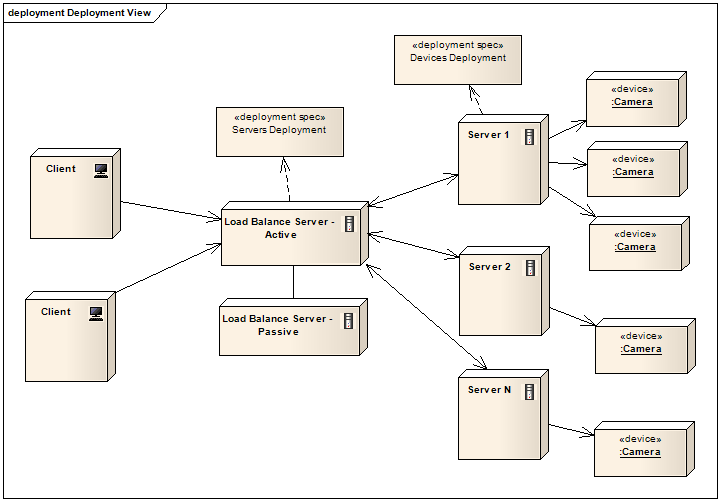 deployment Deployment View
«deployment spec»
Devices Deployment
«deployment spec»
Servers Deployment
Client
Client
Load Balance Server -
Active
Load Balance Server -
Passive
Server 1
Server 2
Server N
«device»
:Camera
«device»
:Camera
«device»
:Camera
«device»
:Camera
«device»
:Camera